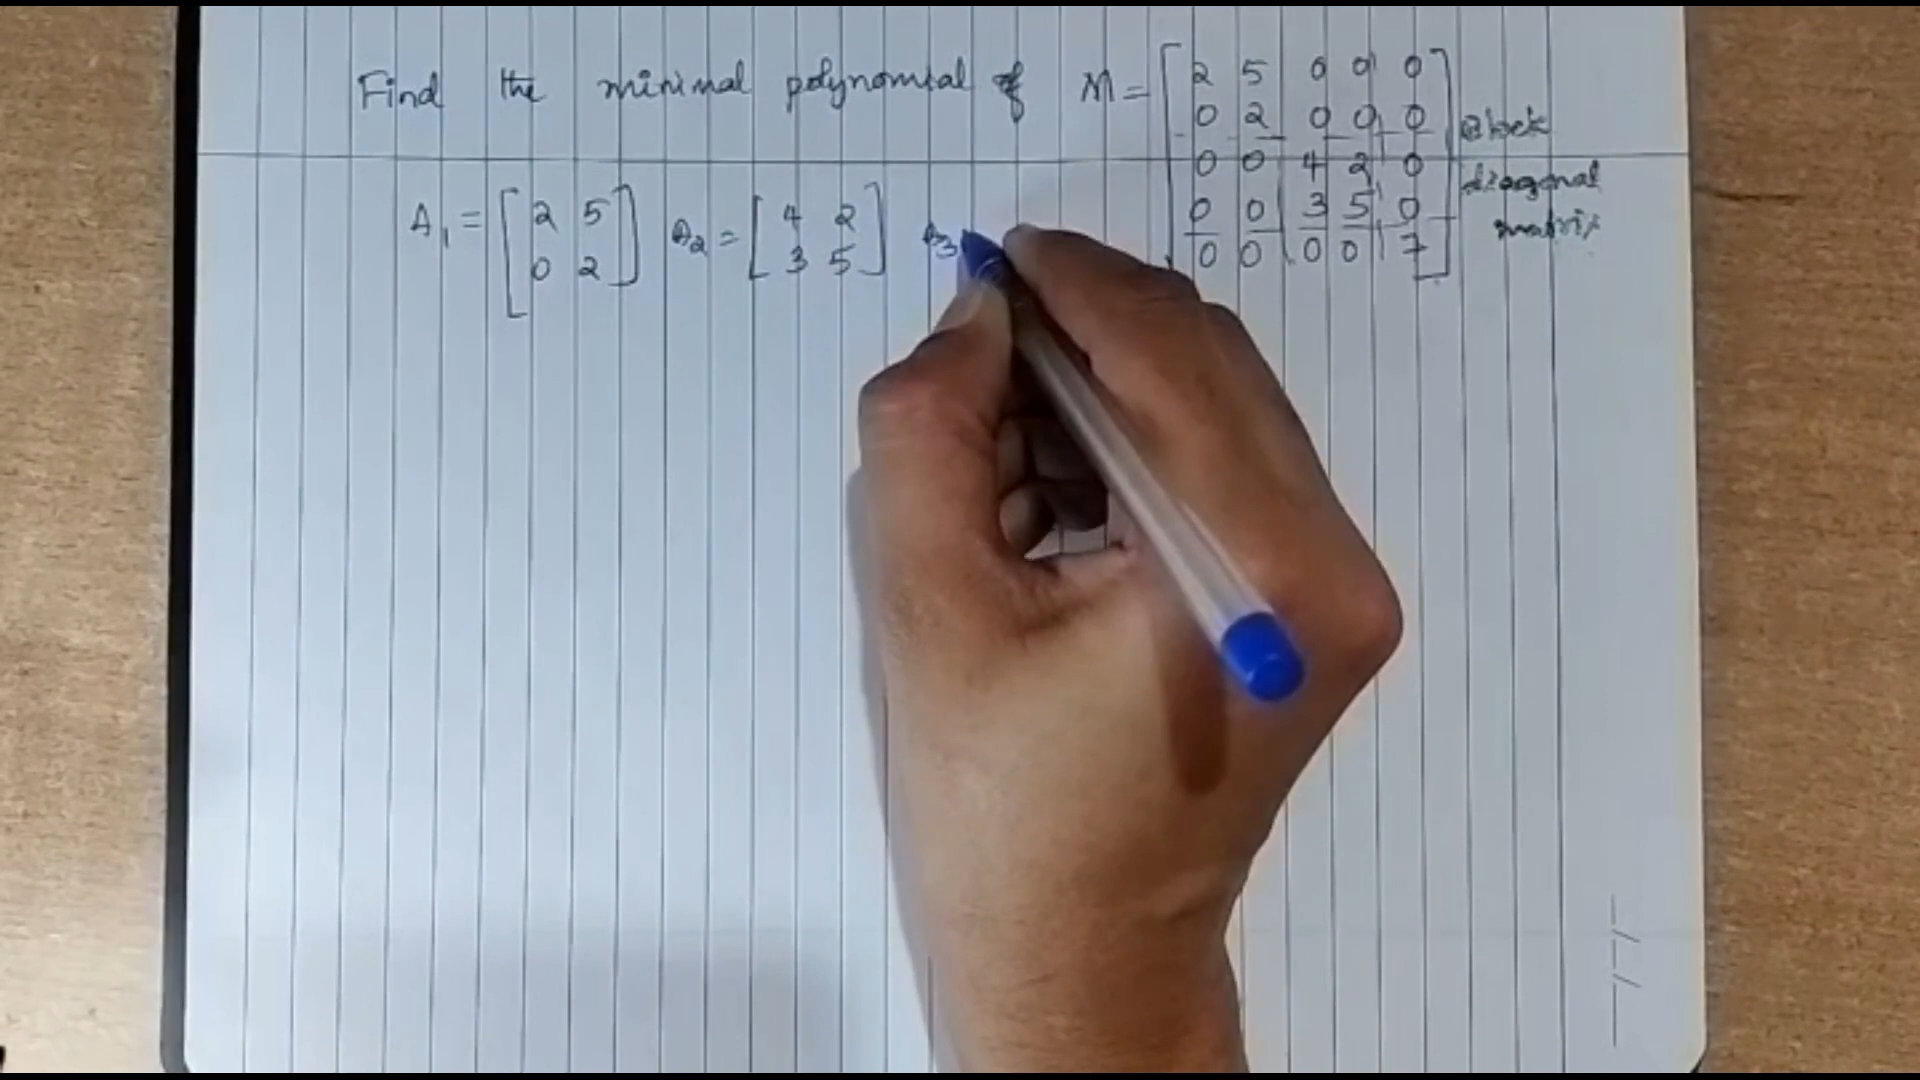 Find the minimal polynomial of M = [2 5 0 0 0
0 2 0 0 0
0 0 4 2 0
0 0 3 5 0
0 0 0 0 7]
Block
diagonal
matrix
A1 = [2 5 A2 = [4 2 A3
0 2] 3 5]